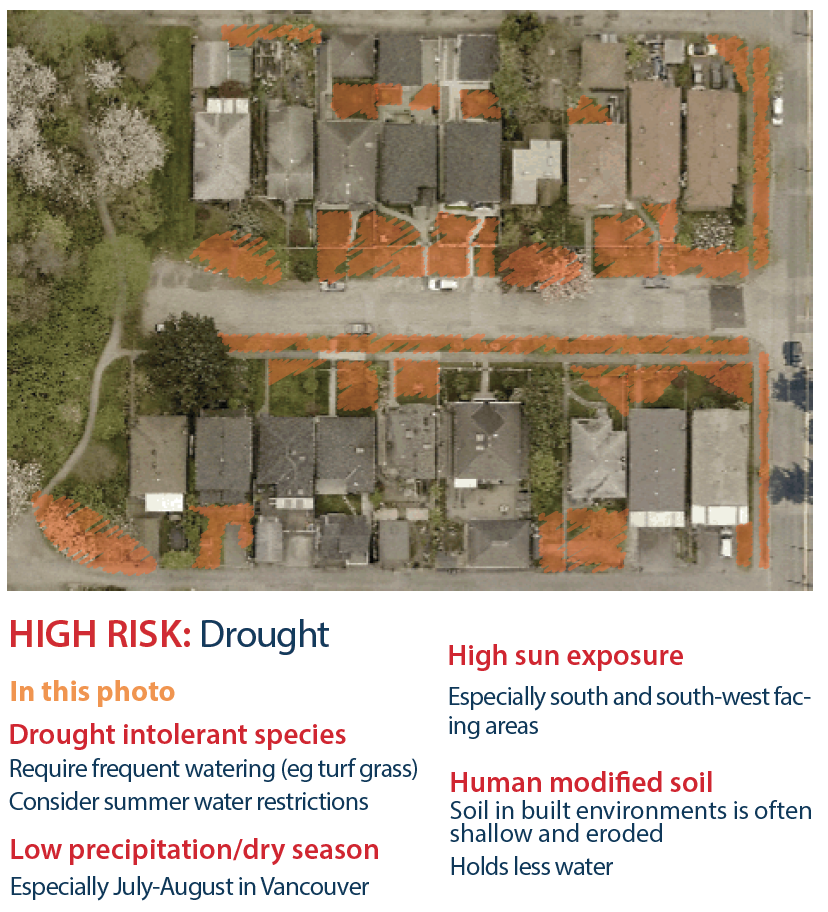 HIGH RISK: Drought
In this photo
Drought intolerant species
Require frequent watering (eg turf grass)
Consider summer water restrictions
Low precipitation/dry season
Especially July-August in Vancouver
High sun exposure
Especially south and south-west fac-
ing areas
Human modified soil
Soil in built environments is often
shallow and eroded
Holds less water